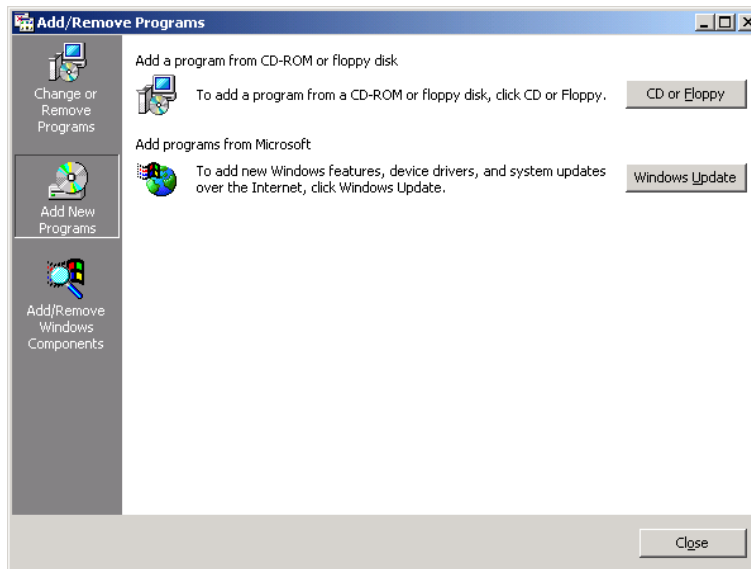 Add/Remove Programs
Change or
Remove
Programs
Add New
Programs
Add/Remove
Windows
Components
Add a program from CD-ROM or floppy disk
To add a program from a CD-ROM or floppy disk, click CD or Floppy.
CD or Floppy
Add programs from Microsoft
To add new Windows features, device drivers, and system updates
over the Internet, click Windows Update.
Windows Update
Close